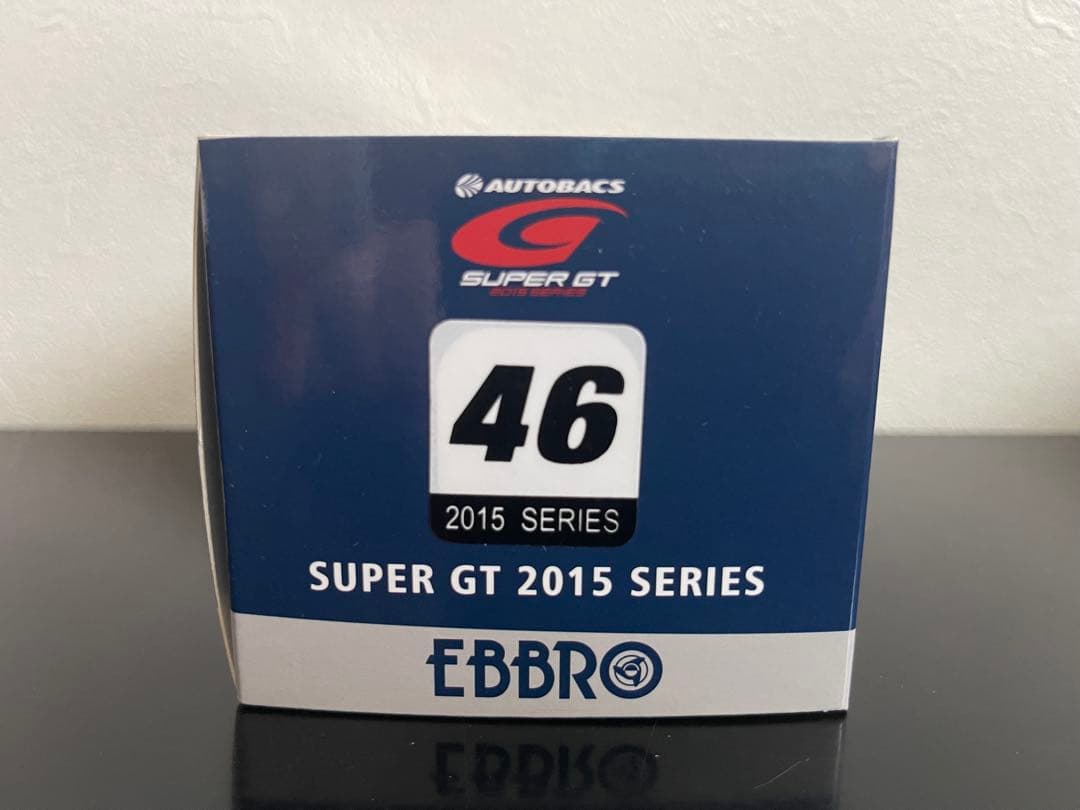 AUTOBACS
SUPER GT
2015 SERIES
46
2015 SERIES
SUPER GT 2015 SERIES
EBBRO